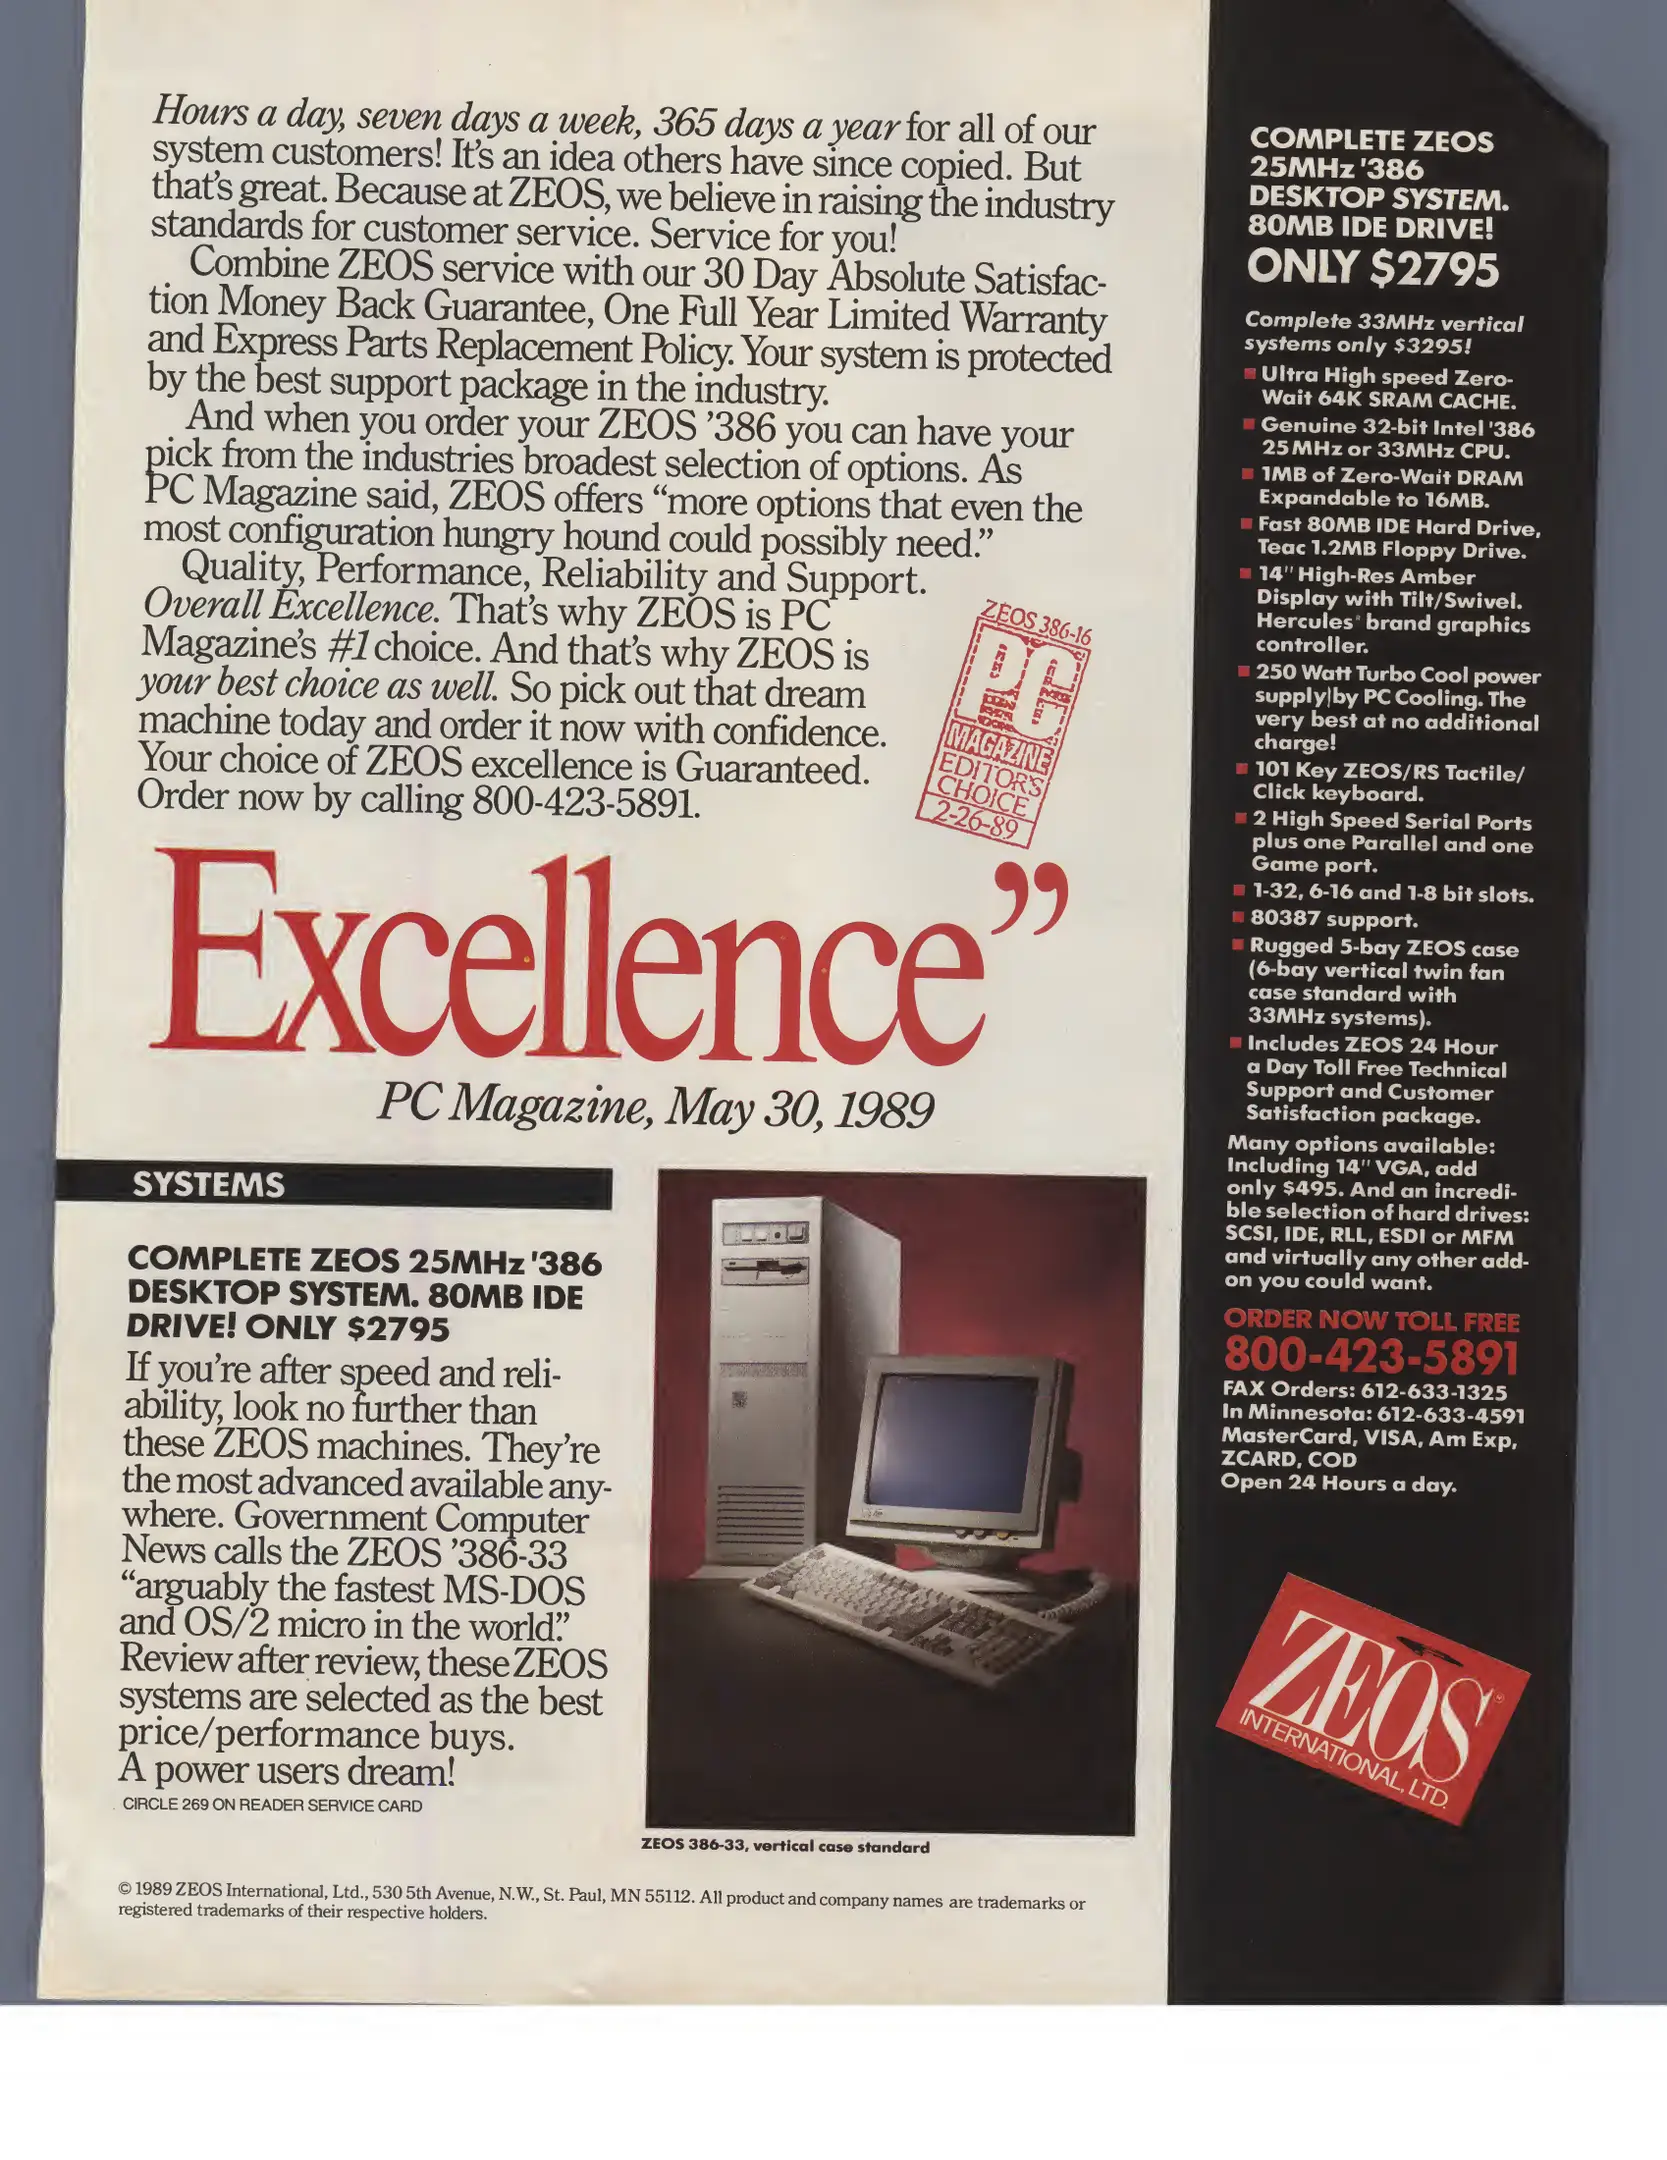 Hours a day, seven days a week, 365 days a year for all of our
system customers! It's an idea others have since copied. But
that's great. Because at ZEOS, we believe in raising the industry
standards for customer service. Service for you!
Combine ZEOS service with our 30 Day Absolute Satisfac-
tion Money Back Guarantee, One Full Year Limited Warranty
and Express Parts Replacement Policy. Your system is protected
by the best support package in the industry.
And when you order your ZEOS '386 you can have your
pick from the industries broadest selection of options. As
PC Magazine said, ZEOS offers “more options that even the
most configuration hungry hound could possibly need.”
Quality, Performance, Reliability and Support.
Overall Excellence. That's why ZEOS is PC
Magazine's #1 choice. And that's why ZEOS is
your best choice as well. So pick out that dream
machine today and order it now with confidence.
Your choice of ZEOS excellence is Guaranteed.
Order now by calling 800-423-5891.
ZEOS 386-16
PC
MAGAZINE
EDITOR'S
CHOICE
2-26-89
Excellence”
PC Magazine, May 30, 1989
SYSTEMS
COMPLETE ZEOS 25MHz '386
DESKTOP SYSTEM. 80MB IDE
DRIVE! ONLY $2795
If you're after speed and reli-
ability, look no further than
these ZEOS machines. They're
the most advanced available any-
where. Government Computer
News calls the ZEOS '386-33
“arguably the fastest MS-DOS
and OS/2 micro in the world.”
Review after review, these ZEOS
systems are selected as the best
price/performance buys.
A power users dream!
CIRCLE 269 ON READER SERVICE CARD
ZEOS 386-33, vertical case standard
© 1989 ZEOS International, Ltd., 530 5th Avenue, N.W., St. Paul, MN 55112. All product and company names are trademarks or
registered trademarks of their respective holders.
COMPLETE ZEOS
25MHz '386
DESKTOP SYSTEM.
80MB IDE DRIVE!
ONLY $2795
Complete 33MHz vertical
systems only $3295!
■ Ultra High speed Zero-
Wait 64K SRAM CACHE.
■ Genuine 32-bit Intel '386
25MHz or 33MHz CPU.
■ 1MB of Zero-Wait DRAM
Expandable to 16MB.
■ Fast 80MB IDE Hard Drive,
Teac 1.2MB Floppy Drive.
■ 14" High-Res Amber
Display with Tilt/Swivel.
Hercules® brand graphics
controller.
■ 250 Watt Turbo Cool power
supply by PC Cooling. The
very best at no additional
charge!
■ 101 Key ZEOS/RS Tactile/
Click keyboard.
■ 2 High Speed Serial Ports
plus one Parallel and one
Game port.
■ 1-32, 6-16 and 1-8 bit slots.
■ 80387 support.
■ Rugged 5-bay ZEOS case
(6-bay vertical twin fan
case standard with
33MHz systems).
■ Includes ZEOS 24 Hour
a Day Toll Free Technical
Support and Customer
Satisfaction package.
Many options available:
Including 14" VGA, add
only $495. And an incredi-
ble selection of hard drives:
SCSI, IDE, RLL, ESDI or MFM
and virtually any other add-
on you could want.
ORDER NOW TOLL FREE
800-423-5891
FAX Orders: 612-633-1325
In Minnesota: 612-633-4591
MasterCard, VISA, Am Exp,
ZCARD, COD
Open 24 Hours a day.
ZEOS®
INTERNATIONAL, LTD.